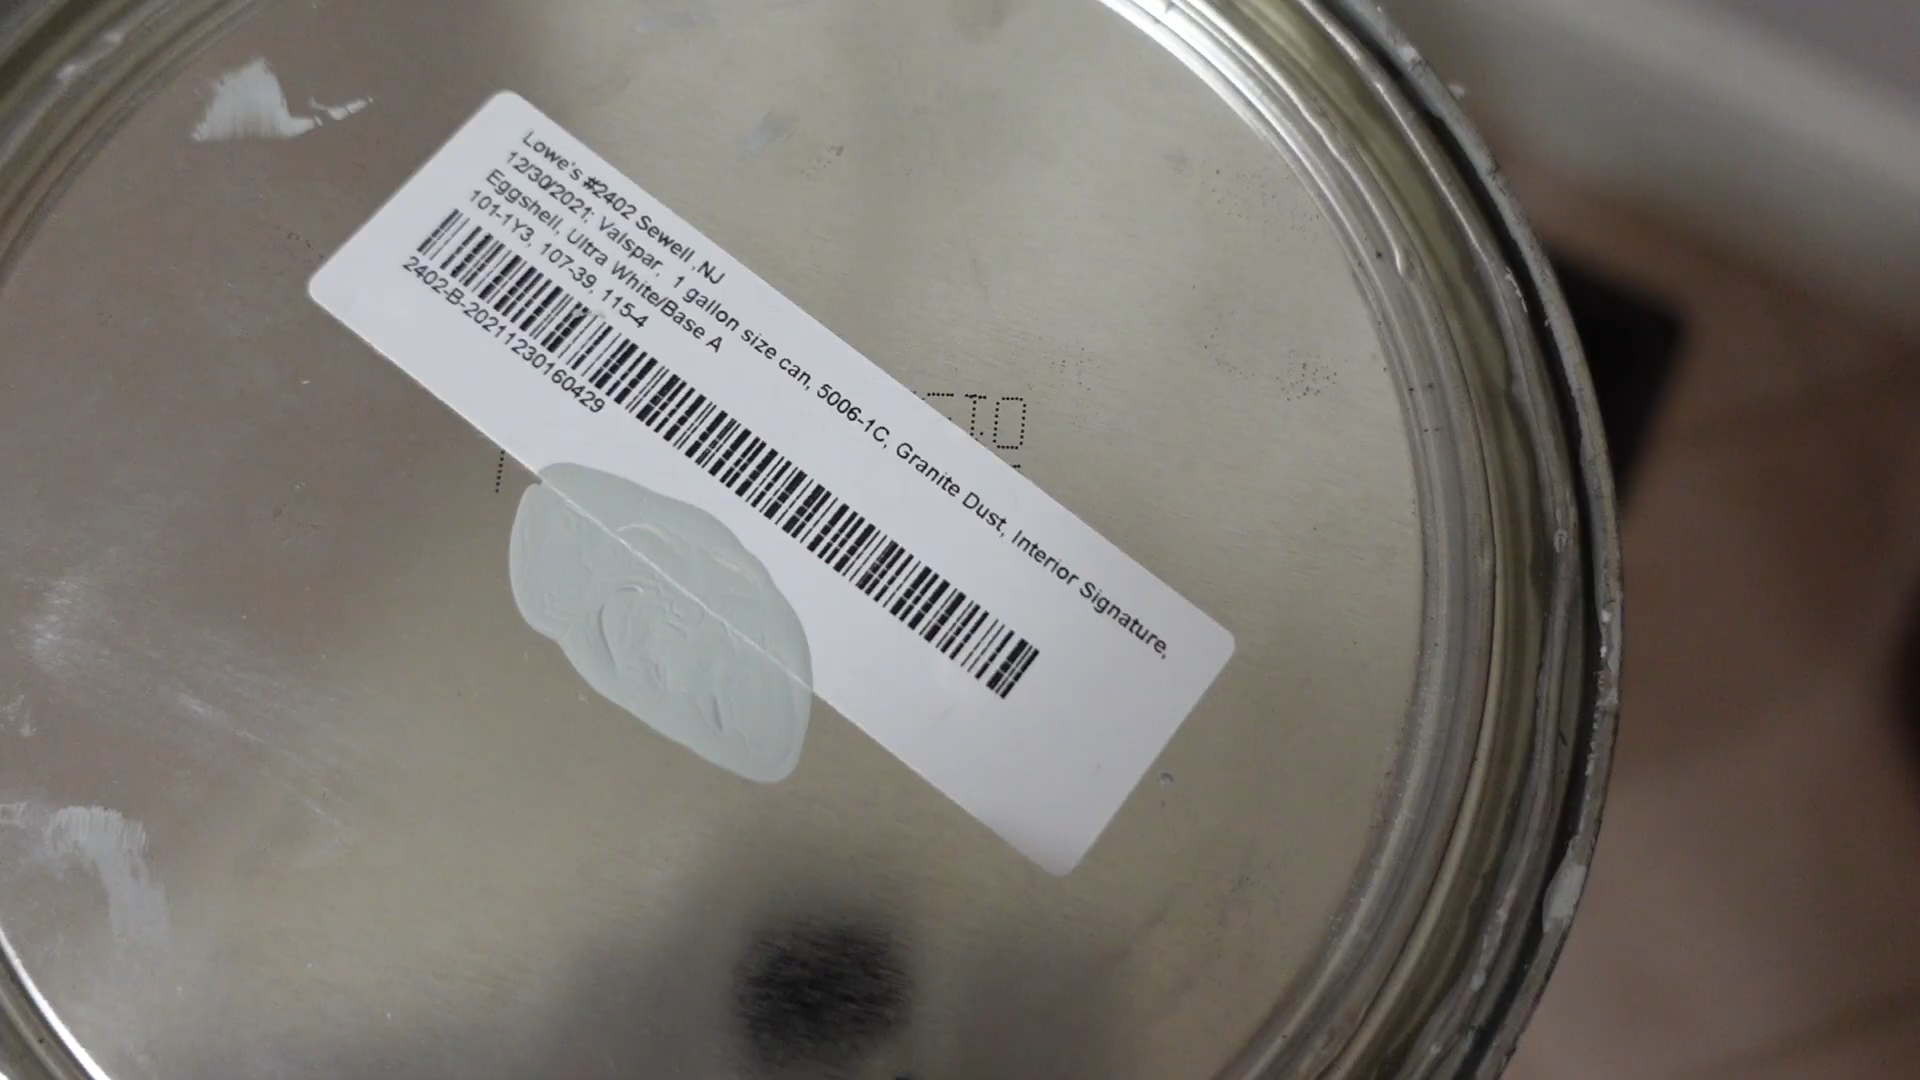 Lowe's #2402 Sewell ,NJ
12/30/2021; Valspar, 1 gallon size can, 5006-1C, Granite Dust, Interior Signature,
Eggshell, Ultra White/Base A
101-1Y3, 107-39, 115-4
2402-B-20211230160429